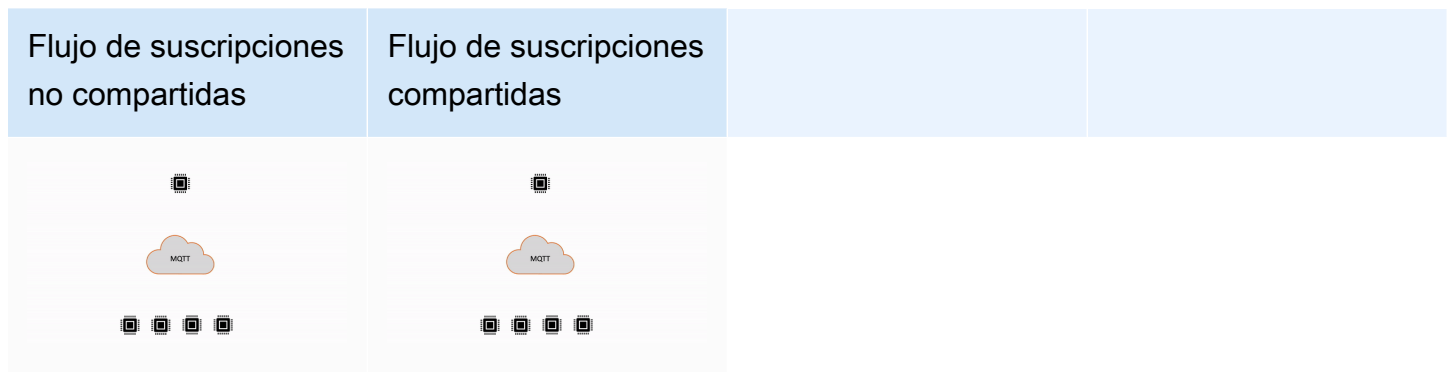 Flujo de suscripciones
no compartidas
Flujo de suscripciones
compartidas
MQTT
MQTT